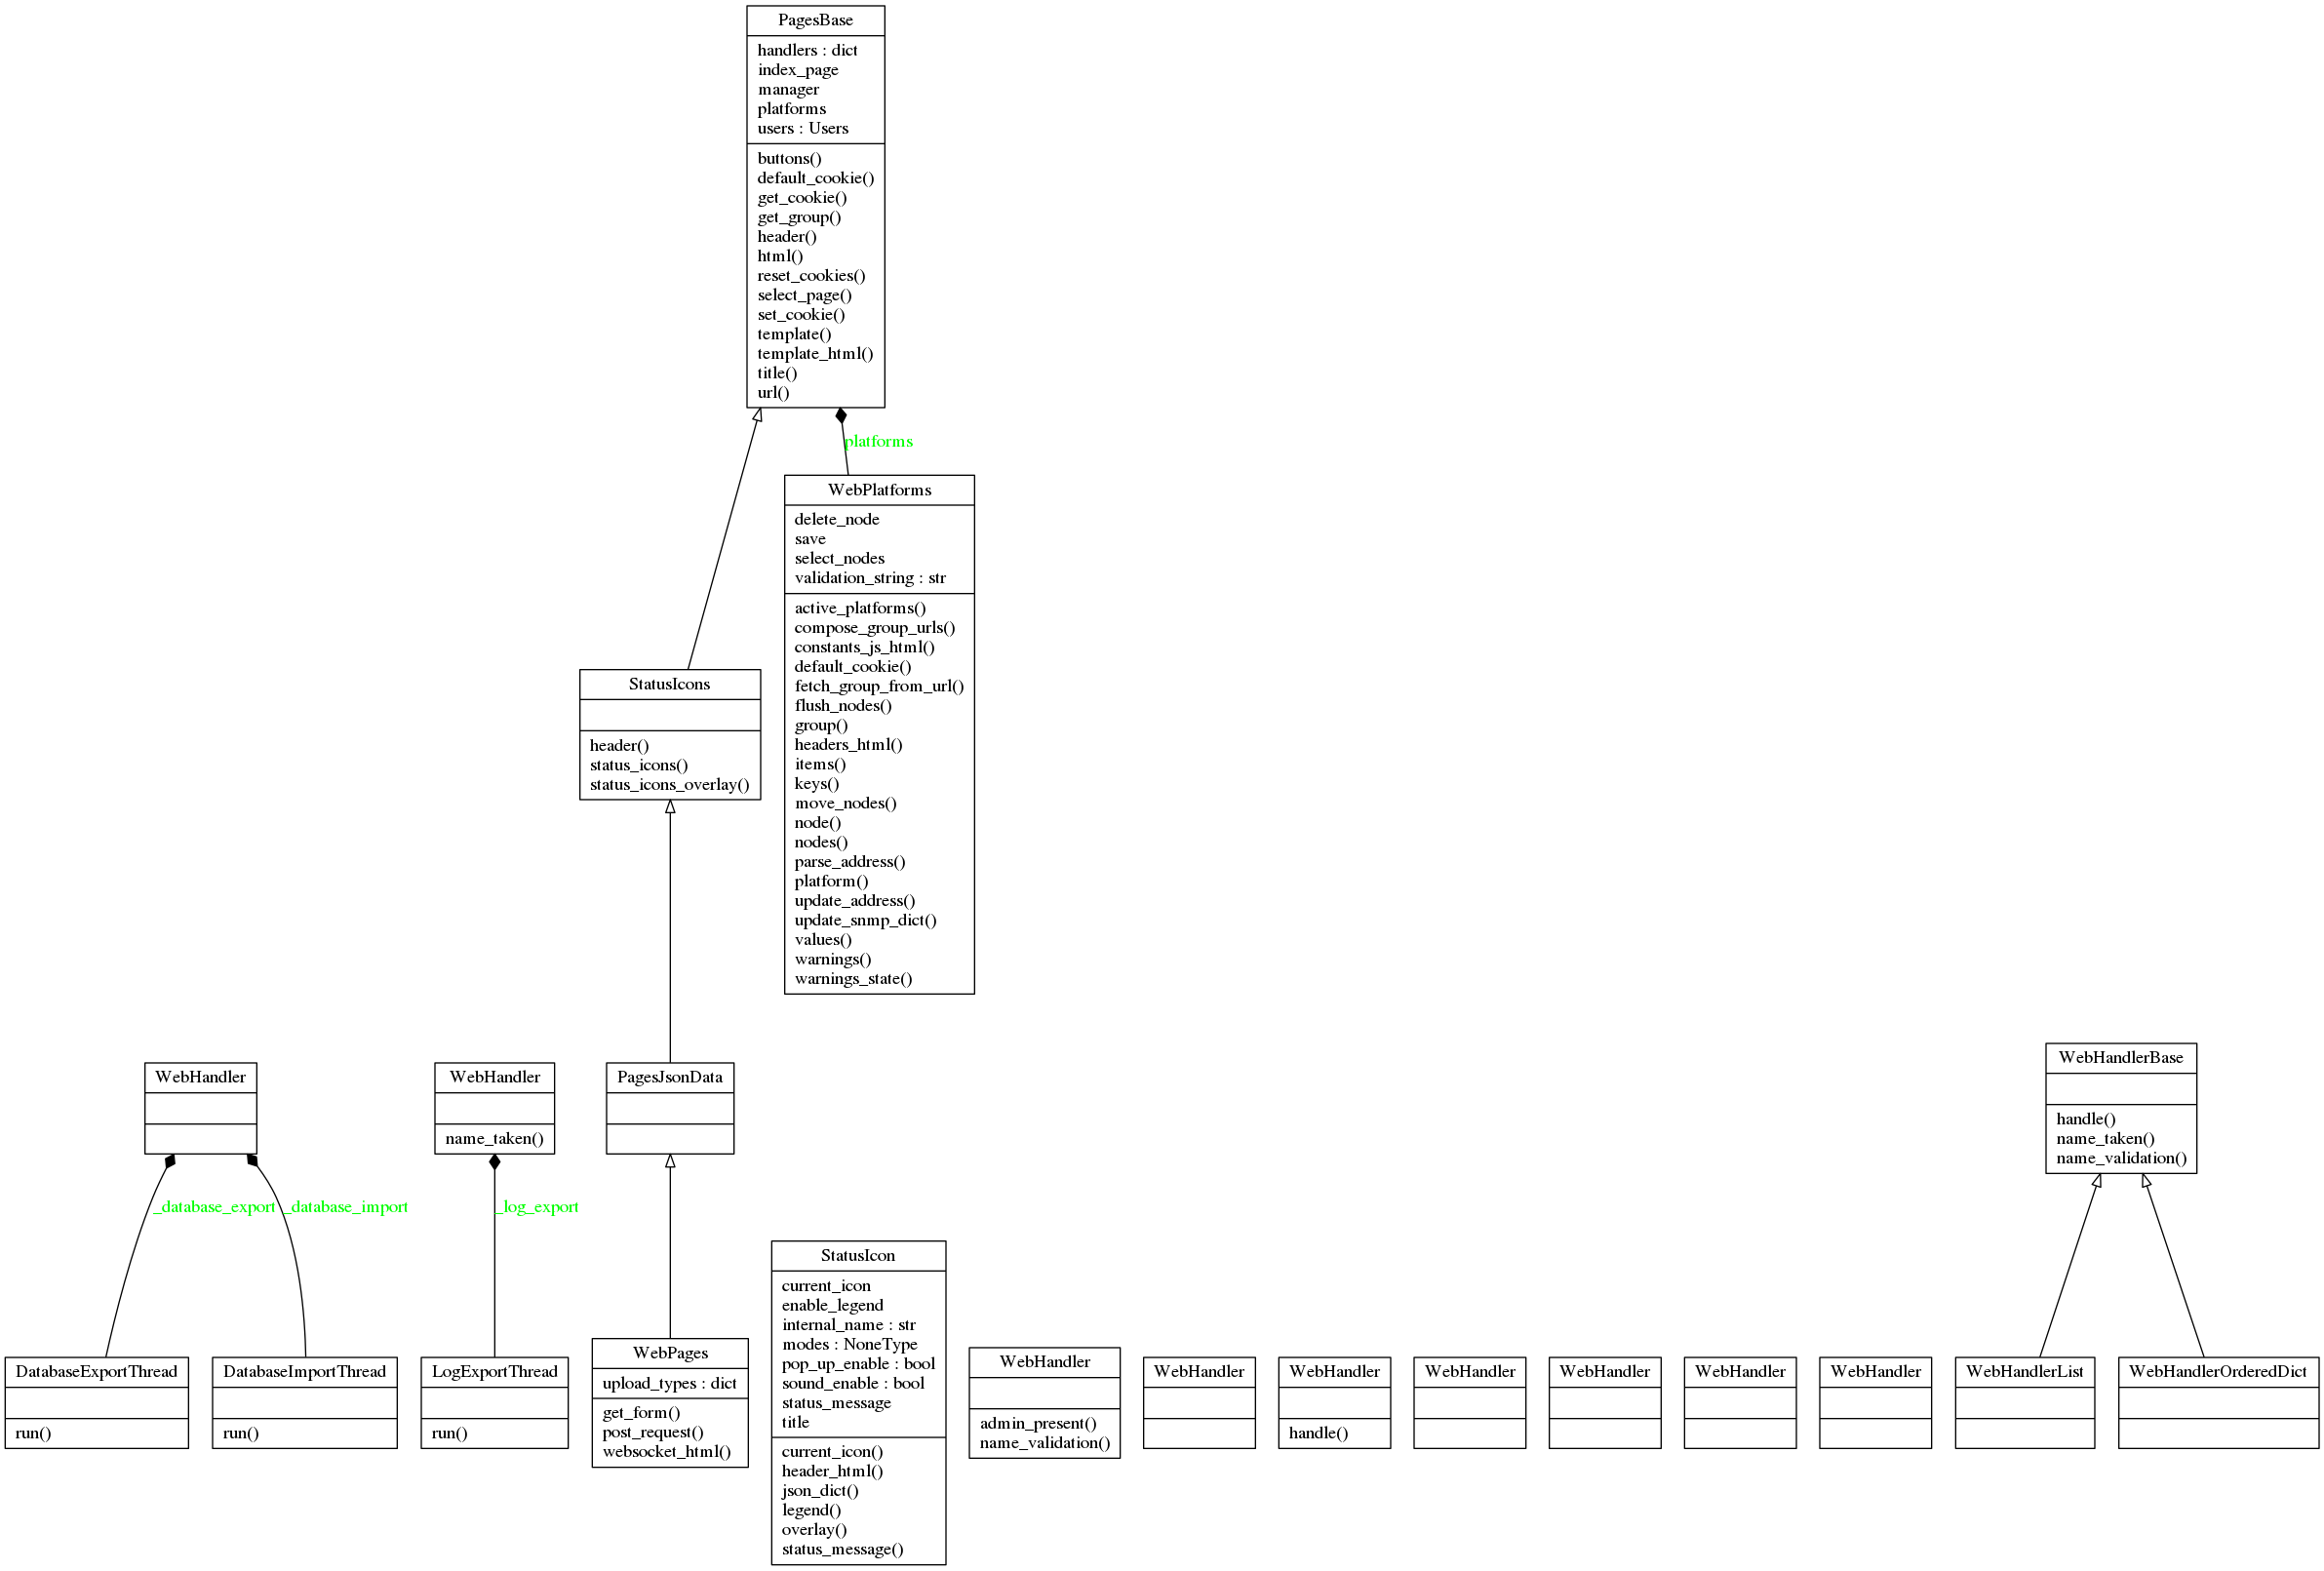 PagesBase
handlers : dict
index_page
manager
platforms
users : Users
buttons()
default_cookie()
get_cookie()
get_group()
header()
html()
reset_cookies()
select_page()
set_cookie()
template()
template_html()
title()
url()
platforms
WebPlatforms
delete_node
save
select_nodes
validation_string : str
active_platforms()
compose_group_urls()
constants_js_html()
default_cookie()
fetch_group_from_url()
flush_nodes()
group()
headers_html()
items()
keys()
move_nodes()
node()
nodes()
parse_address()
platform()
update_address()
update_snmp_dict()
values()
warnings()
warnings_state()
StatusIcons
header()
status_icons()
status_icons_overlay()
WebHandler
WebHandler
name_taken()
PagesJsonData
WebHandlerBase
handle()
name_taken()
name_validation()
_database_export
_database_import
_log_export
DatabaseExportThread
run()
DatabaseImportThread
run()
LogExportThread
run()
WebPages
upload_types : dict
get_form()
post_request()
websocket_html()
StatusIcon
current_icon
enable_legend
internal_name : str
modes : NoneType
pop_up_enable : bool
sound_enable : bool
status_message
title
current_icon()
header_html()
json_dict()
legend()
overlay()
status_message()
WebHandler
admin_present()
name_validation()
WebHandler
WebHandler
handle()
WebHandler
WebHandler
WebHandler
WebHandler
WebHandlerList
WebHandlerOrderedDict